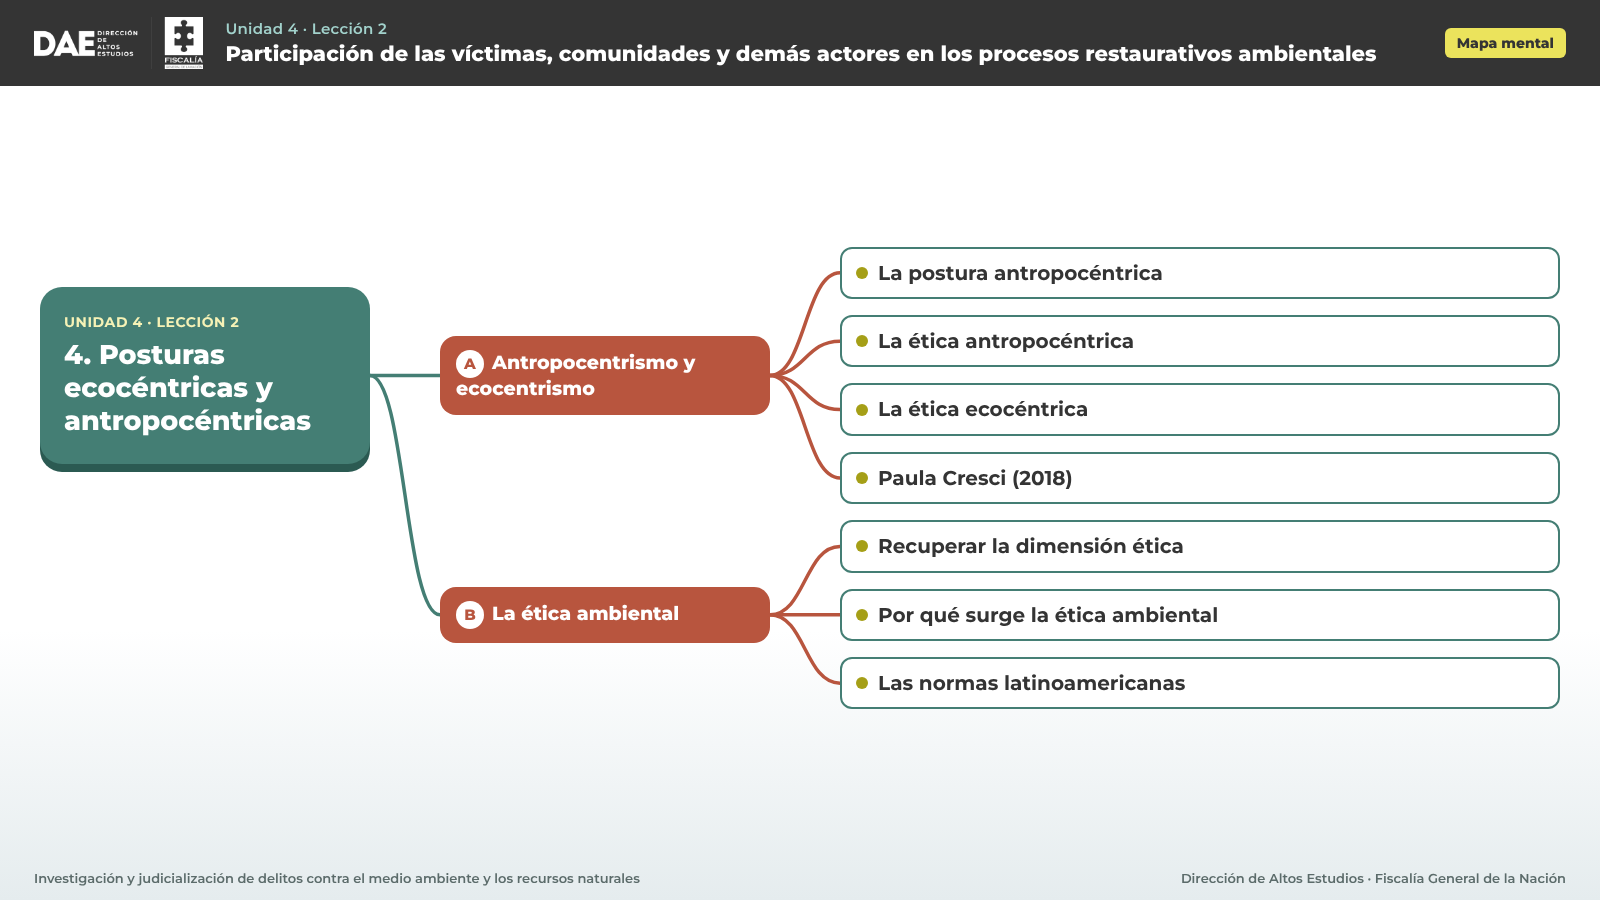 DAE DIRECCIÓN
DE
ALTOS
ESTUDIOS
FISCALÍA
Unidad 4 · Lección 2
Participación de las víctimas, comunidades y demás actores en los procesos restaurativos ambientales
Mapa mental
UNIDAD 4 · LECCIÓN 2
4. Posturas
ecocéntricas y
antropocéntricas
A Antropocentrismo y
ecocentrismo
La postura antropocéntrica
La ética antropocéntrica
La ética ecocéntrica
Paula Cresci (2018)
B La ética ambiental
Recuperar la dimensión ética
Por qué surge la ética ambiental
Las normas latinoamericanas
Investigación y judicialización de delitos contra el medio ambiente y los recursos naturales
Dirección de Altos Estudios · Fiscalía General de la Nación